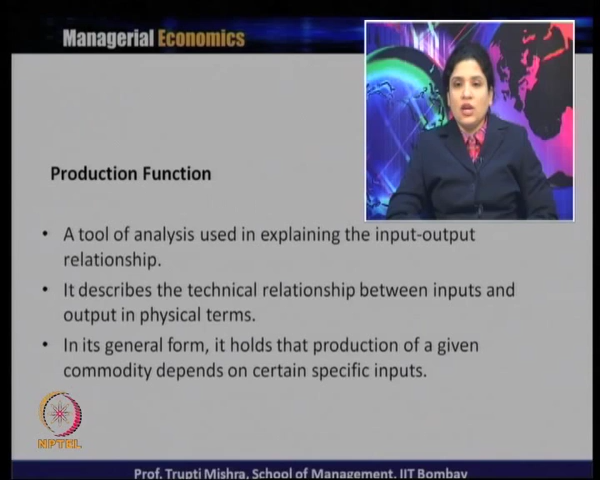 Managerial Economics
Production Function
• A tool of analysis used in explaining the input-output
relationship.
• It describes the technical relationship between inputs and
output in physical terms.
• In its general form, it holds that production of a given
commodity depends on certain specific inputs.
NPTEL
Prof. Trupti Mishra, School of Management, IIT Bombay